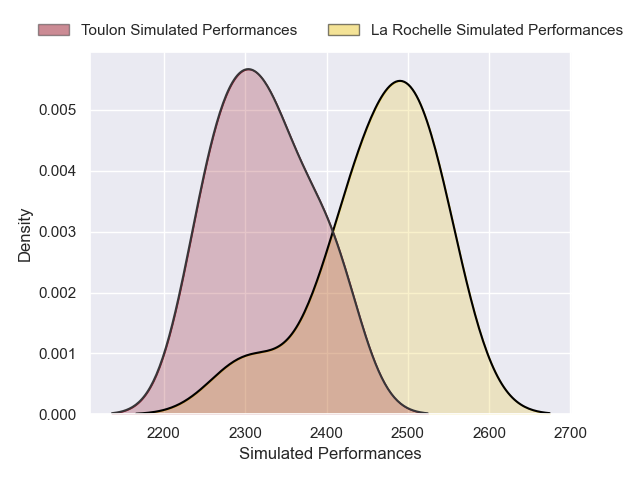 Toulon Simulated Performances La Rochelle Simulated Performances
0.005
0.004
0.003
0.002
0.001
0.000
Density
2200 2300 2400 2500 2600 2700
Simulated Performances